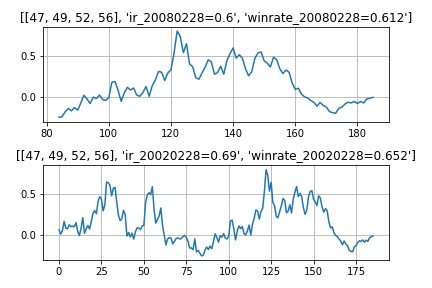 [[47, 49, 52, 56], 'ir_20080228=0.6', 'winrate_20080228=0.612']
0.5
0.0
80 100 120 140 160 180
[[47, 49, 52, 56], 'ir_20020228=0.69', 'winrate_20020228=0.652']
0.5
0.0
0 25 50 75 100 125 150 175